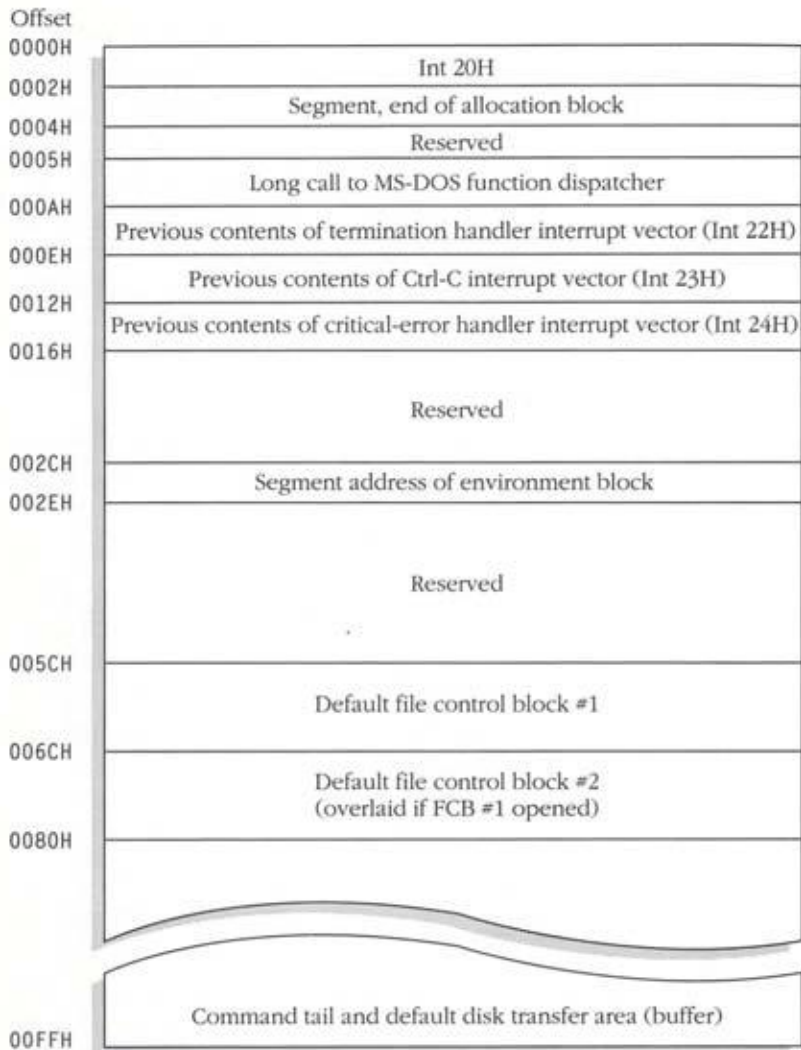 Offset
0000H
Int 20H
0002H
Segment, end of allocation block
0004H
Reserved
0005H
Long call to MS-DOS function dispatcher
000AH
Previous contents of termination handler interrupt vector (Int 22H)
000EH
Previous contents of Ctrl-C interrupt vector (Int 23H)
0012H
Previous contents of critical-error handler interrupt vector (Int 24H)
0016H
Reserved
002CH
Segment address of environment block
002EH
Reserved
005CH
Default file control block #1
006CH
Default file control block #2
(overlaid if FCB #1 opened)
0080H
Command tail and default disk transfer area (buffer)
00FFH